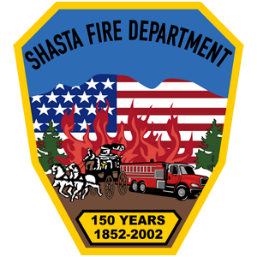 SHASTA FIRE DEPARTMENT
150 YEARS
1852-2002